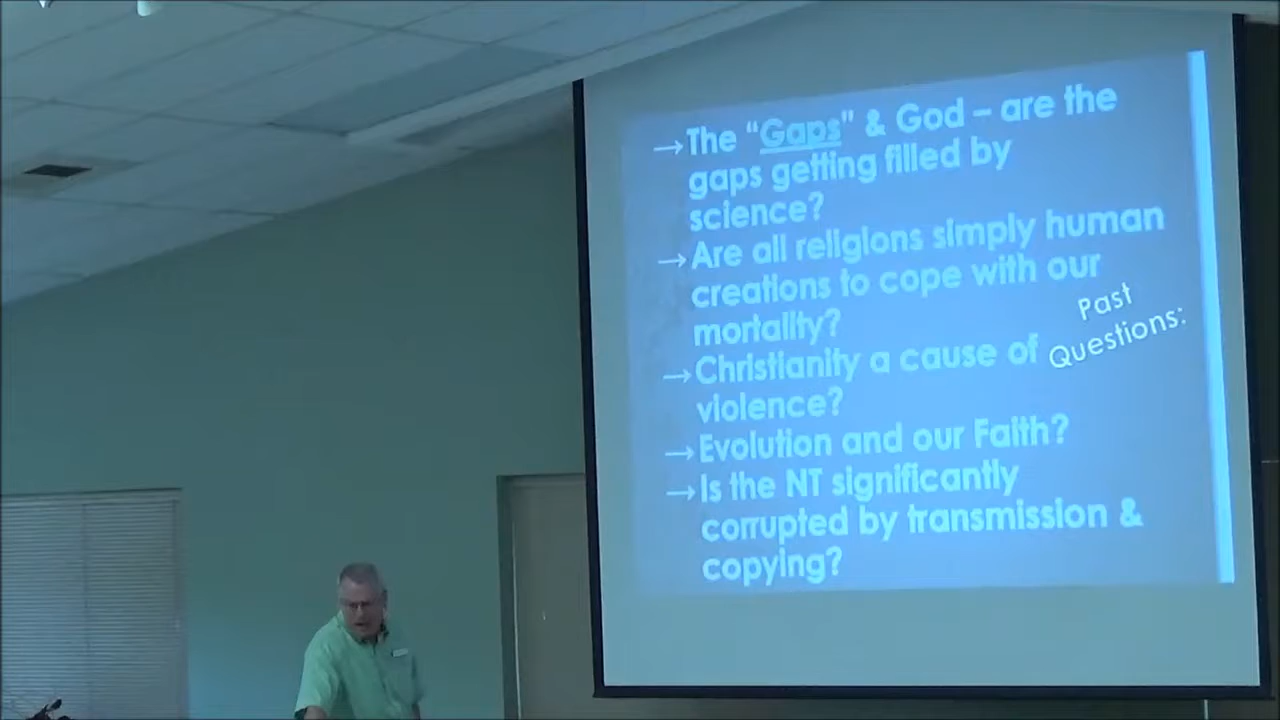 →The “Gaps” & God – are the
gaps getting filled by
science?
→Are all religions simply human
creations to cope with our
mortality?
→Christianity a cause of
violence?
→Evolution and our Faith?
→Is the NT significantly
corrupted by transmission &
copying?
Past
Questions: